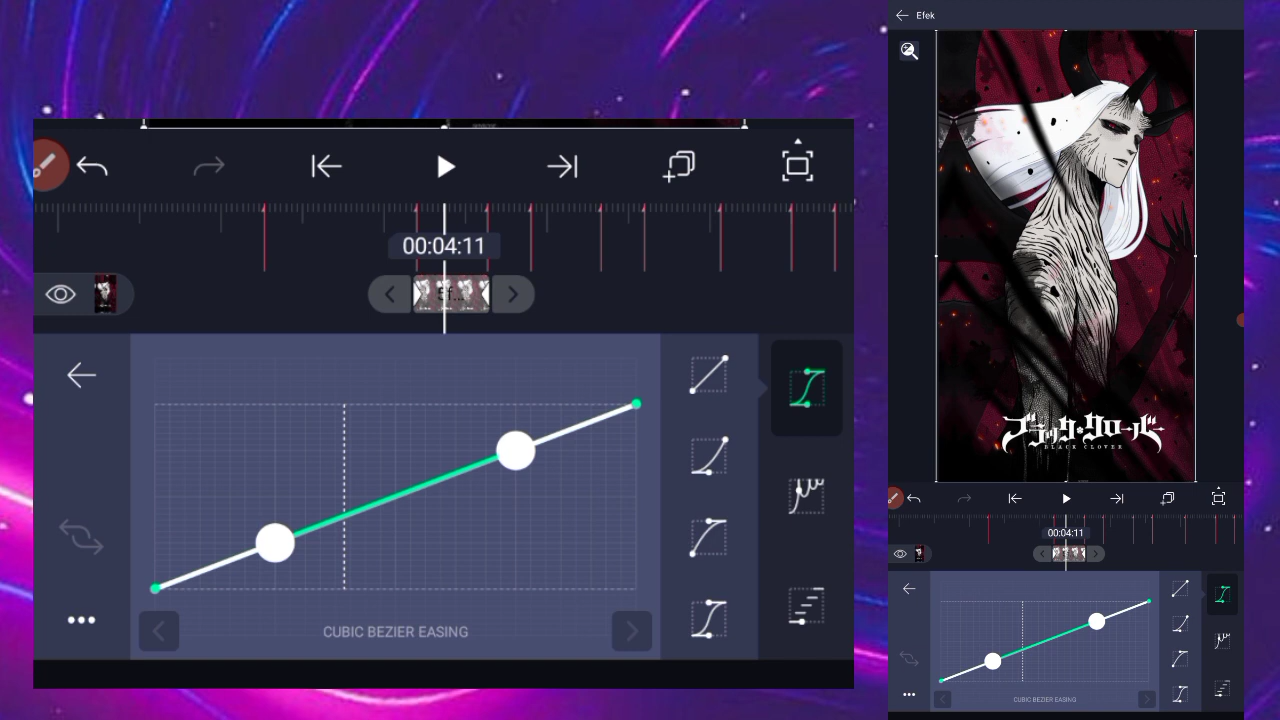 00:04:11
CUBIC BEZIER EASING
Efek
ブラック・クローバー
BLACK CLOVER
00:04:11
CUBIC BEZIER EASING